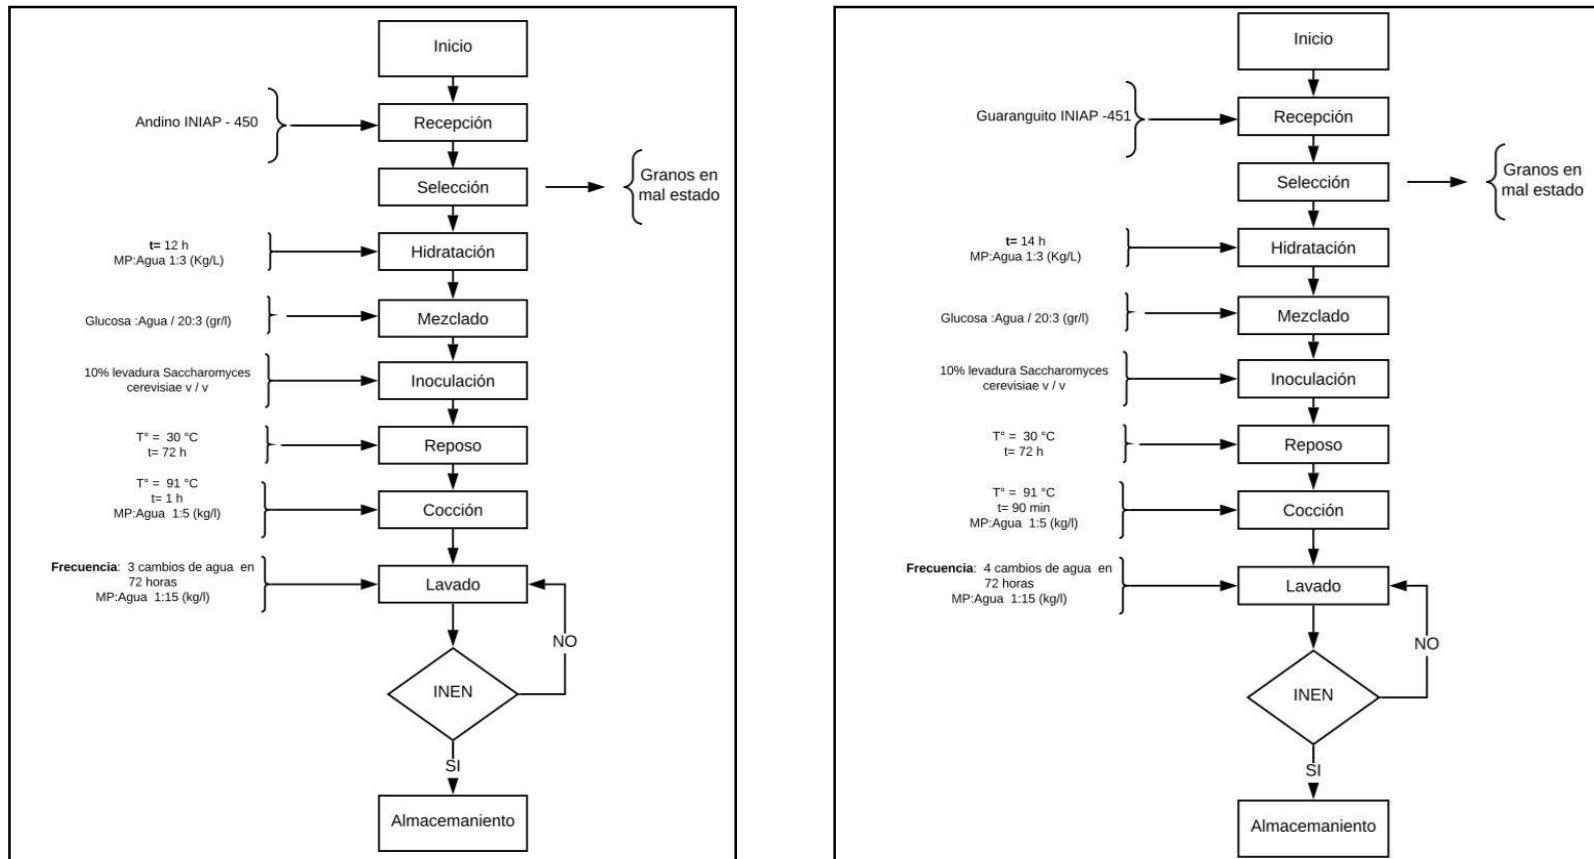 Inicio
Andino INIAP - 450
Recepción
Selección
Granos en
mal estado
t= 12 h
MP:Agua 1:3 (Kg/L)
Hidratación
Glucosa :Agua / 20:3 (gr/l)
Mezclado
10% levadura Saccharomyces
cerevisiae v / v
Inoculación
T° = 30 °C
t= 72 h
Reposo
T° = 91 °C
t= 1 h
MP:Agua 1:5 (kg/l)
Cocción
Frecuencia: 3 cambios de agua en
72 horas
MP:Agua 1:15 (kg/l)
Lavado
NO
INEN
SI
Almacemaniento
Inicio
Guaranguito INIAP -451
Recepción
Selección
Granos en
mal estado
t= 14 h
MP:Agua 1:3 (Kg/L)
Hidratación
Glucosa :Agua / 20:3 (gr/l)
Mezclado
10% levadura Saccharomyces
cerevisiae v / v
Inoculación
T° = 30 °C
t= 72 h
Reposo
T° = 91 °C
t= 90 min
MP:Agua 1:5 (kg/l)
Cocción
Frecuencia: 4 cambios de agua en
72 horas
MP:Agua 1:15 (kg/l)
Lavado
NO
INEN
SI
Almacemaniento